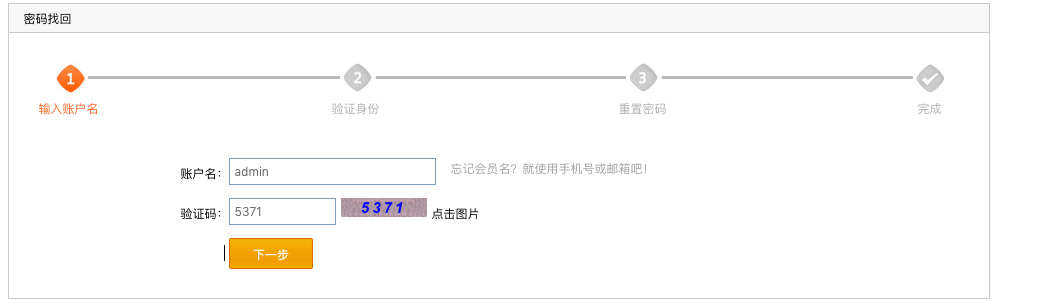 密码找回
1
2
3
输入账户名
验证身份
重置密码
完成
账户名：
admin
忘记会员名？就使用手机号或邮箱吧！
验证码：
5371
5371
点击图片
下一步